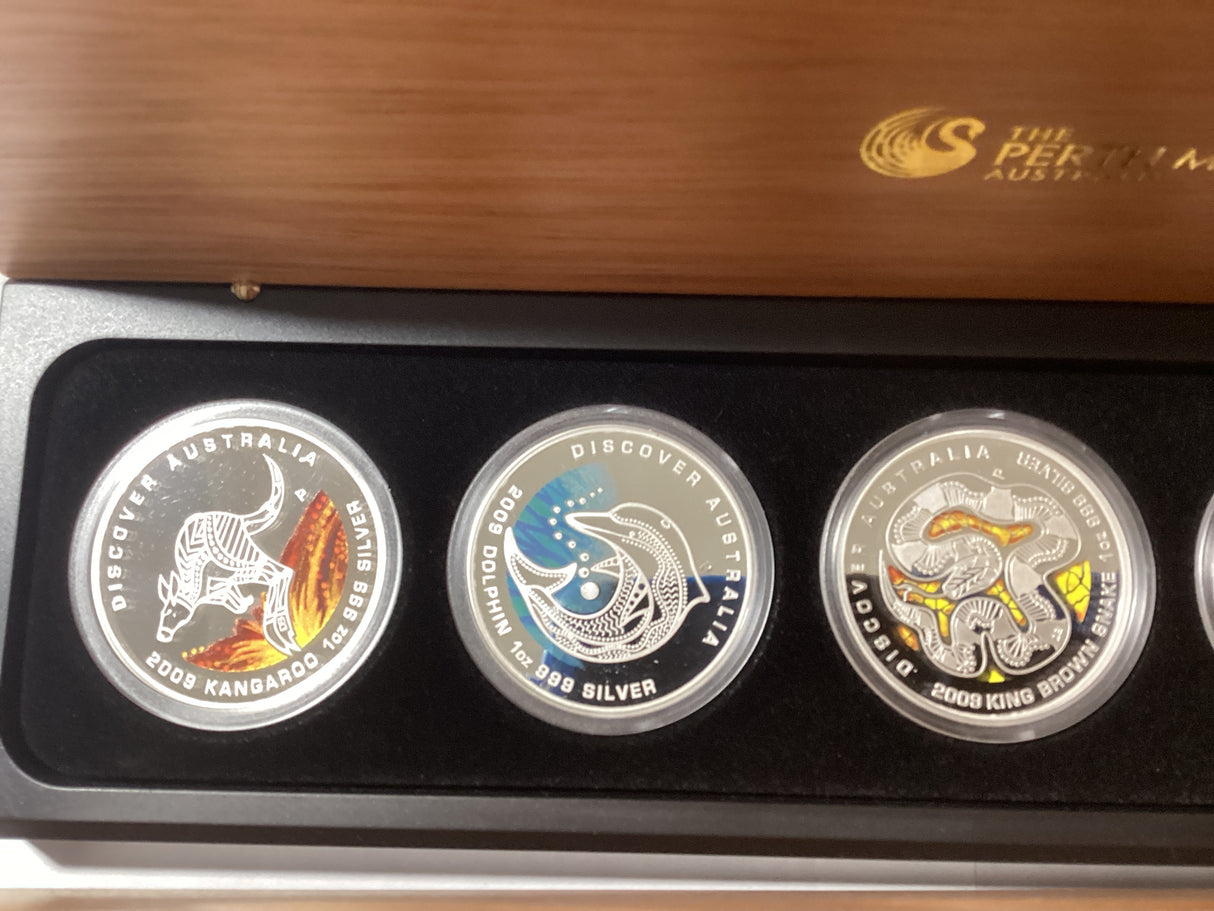 THE
PERTH M
AUSTRALIA
DISCOVER AUSTRALIA
P
2009 KANGAROO 1oz 999 SILVER
DISCOVER AUSTRALIA
2009 DOLPHIN 1oz 999 SILVER
DISCOVER AUSTRALIA
P
2009 KING BROWN SNAKE 1oz 999 SILVER